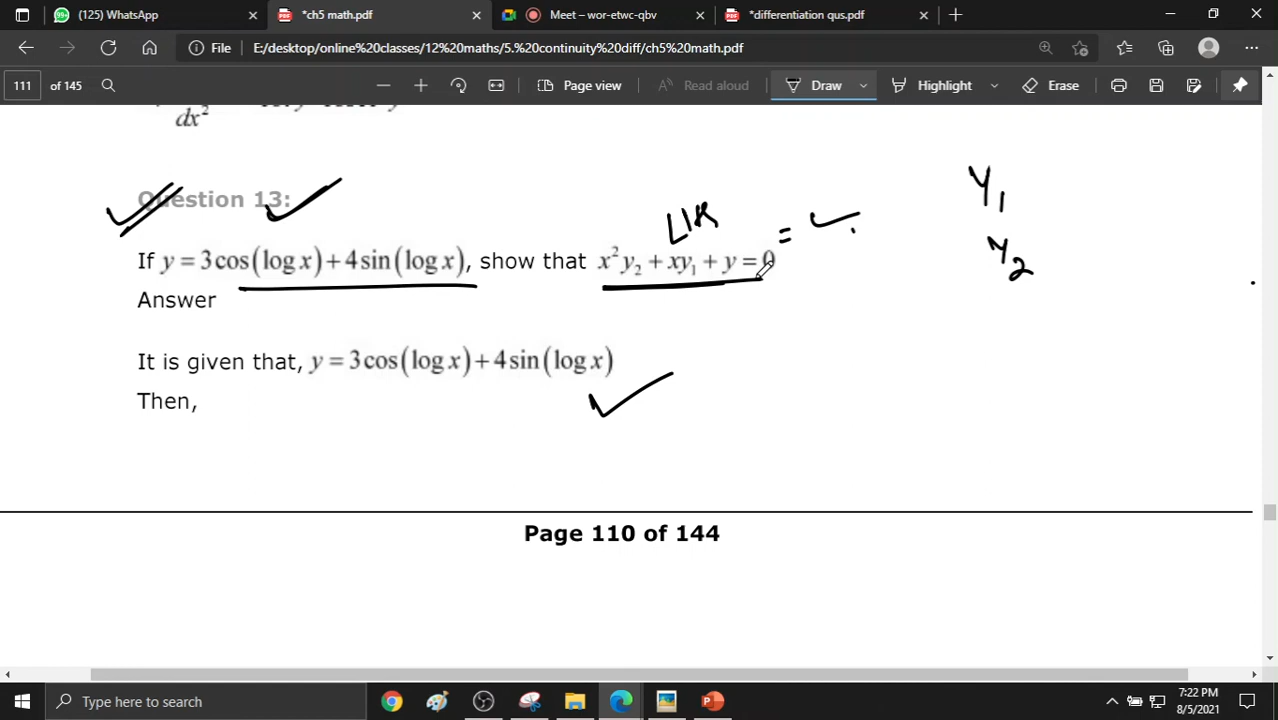 (125) WhatsApp
*ch5 math.pdf
Meet – wor-etwc-qbv
*differentiation qus.pdf
File E:/desktop/online%20classes/12%20maths/5.%20continuity%20diff/ch5%20math.pdf
111 of 145
Page view
Read aloud
Draw
Highlight
Erase
dx²
Question 13:
y₁
LHS
=
y₂
If y = 3cos(log x) + 4sin(log x), show that x²y₂ + xy₁ + y = 0
Answer
It is given that, y = 3cos(log x) + 4sin(log x)
Then,
Page 110 of 144
Type here to search
7:22 PM
8/5/2021